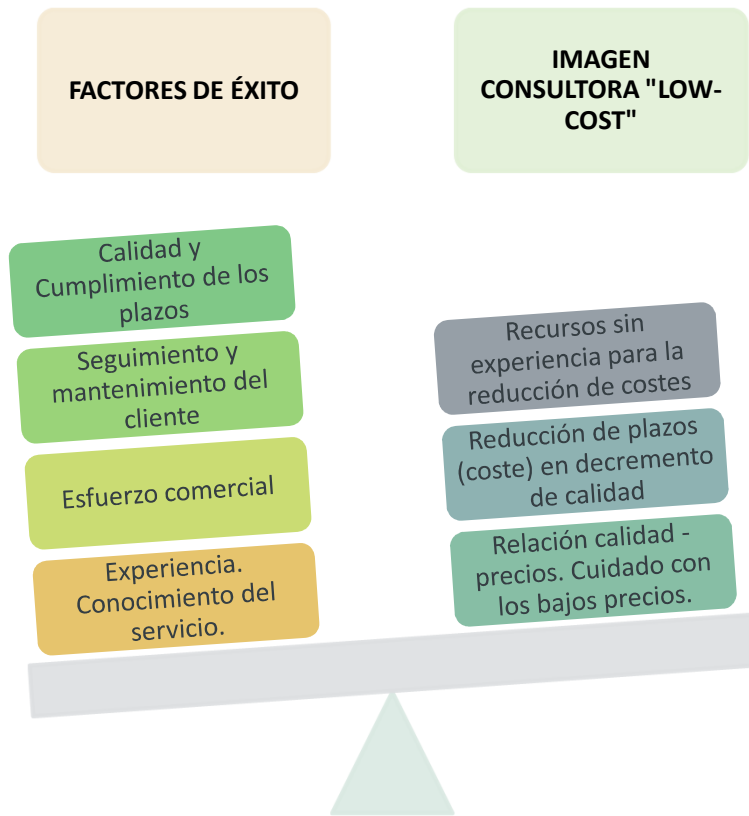 FACTORES DE ÉXITO
IMAGEN
CONSULTORA "LOW-
COST"
Calidad y
Cumplimiento de los
plazos
Seguimiento y
mantenimiento del
cliente
Esfuerzo comercial
Experiencia.
Conocimiento del
servicio.
Recursos sin
experiencia para la
reducción de costes
Reducción de plazos
(coste) en decremento
de calidad
Relación calidad -
precios. Cuidado con
los bajos precios.